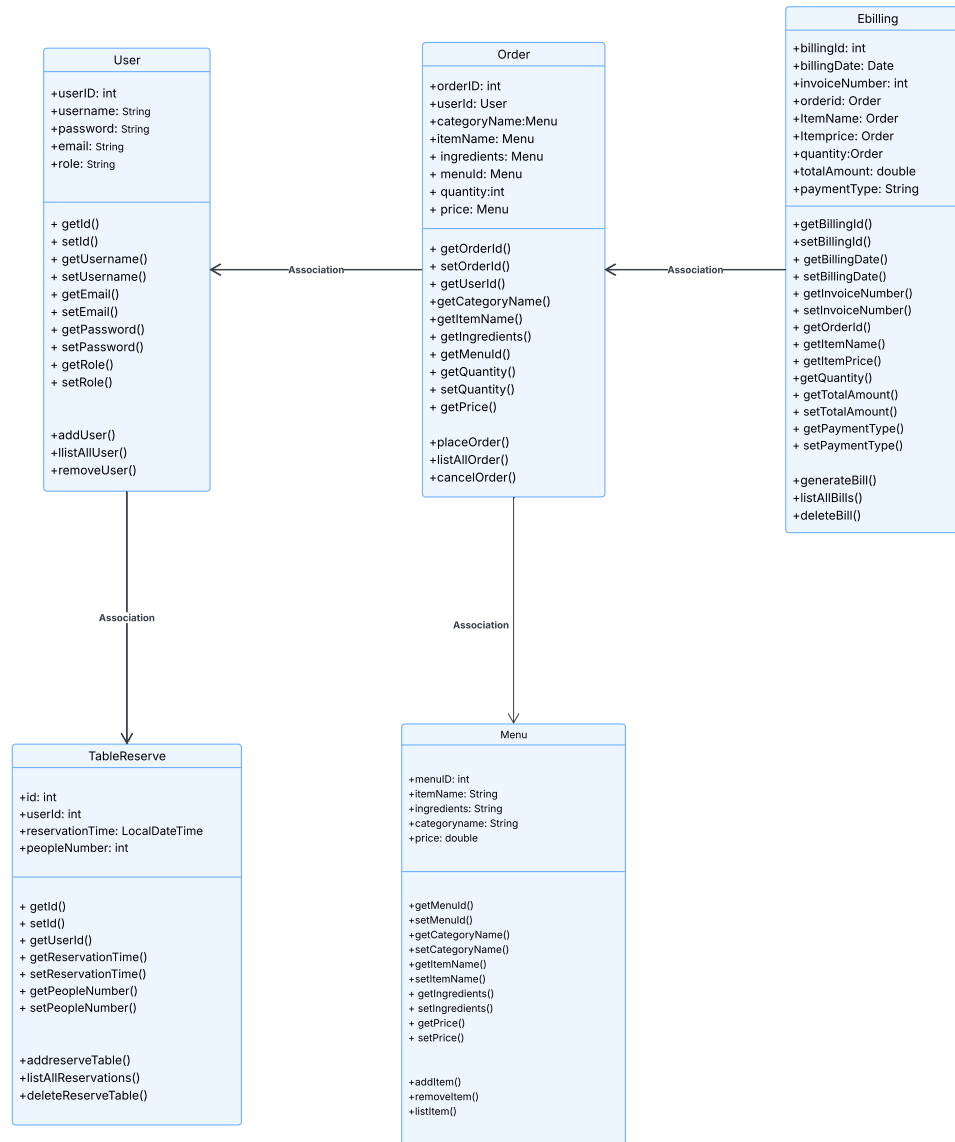 User
+userID: int
+username: String
+password: String
+email: String
+role: String
+ getId()
+ setId()
+ getUsername()
+ setUsername()
+ getEmail()
+ setEmail()
+ getPassword()
+ setPassword()
+ getRole()
+ setRole()
+addUser()
+llistAllUser()
+removeUser()
Association
Order
+orderID: int
+userId: User
+categoryName:Menu
+itemName: Menu
+ ingredients: Menu
+ menuId: Menu
+ quantity:int
+ price: Menu
+ getOrderId()
+ setOrderId()
+ getUserId()
+getCategoryName()
+getItemName()
+ getIngredients()
+ getMenuId()
+ getQuantity()
+ setQuantity()
+ getPrice()
+placeOrder()
+listAllOrder()
+cancelOrder()
Association
Ebilling
+billingId: int
+billingDate: Date
+invoiceNumber: int
+orderid: Order
+ItemName: Order
+Itemprice: Order
+quantity:Order
+totalAmount: double
+paymentType: String
+getBillingId()
+setBillingId()
+ getBillingDate()
+ setBillingDate()
+ getInvoiceNumber()
+ setInvoiceNumber()
+ getOrderId()
+ getItemName()
+ getItemPrice()
+getQuantity()
+ getTotalAmount()
+ setTotalAmount()
+ getPaymentType()
+ setPaymentType()
+generateBill()
+listAllBills()
+deleteBill()
Association
Association
TableReserve
+id: int
+userId: int
+reservationTime: LocalDateTime
+peopleNumber: int
+ getId()
+ setId()
+ getUserId()
+ getReservationTime()
+ setReservationTime()
+ getPeopleNumber()
+ setPeopleNumber()
+addreserveTable()
+listAllReservations()
+deleteReserveTable()
Menu
+menuID: int
+itemName: String
+ingredients: String
+categoryname: String
+price: double
+getMenuId()
+setMenuId()
+getCategoryName()
+setCategoryName()
+getItemName()
+setItemName()
+ getIngredients()
+ setIngredients()
+ getPrice()
+ setPrice()
+addItem()
+removeItem()
+listItem()